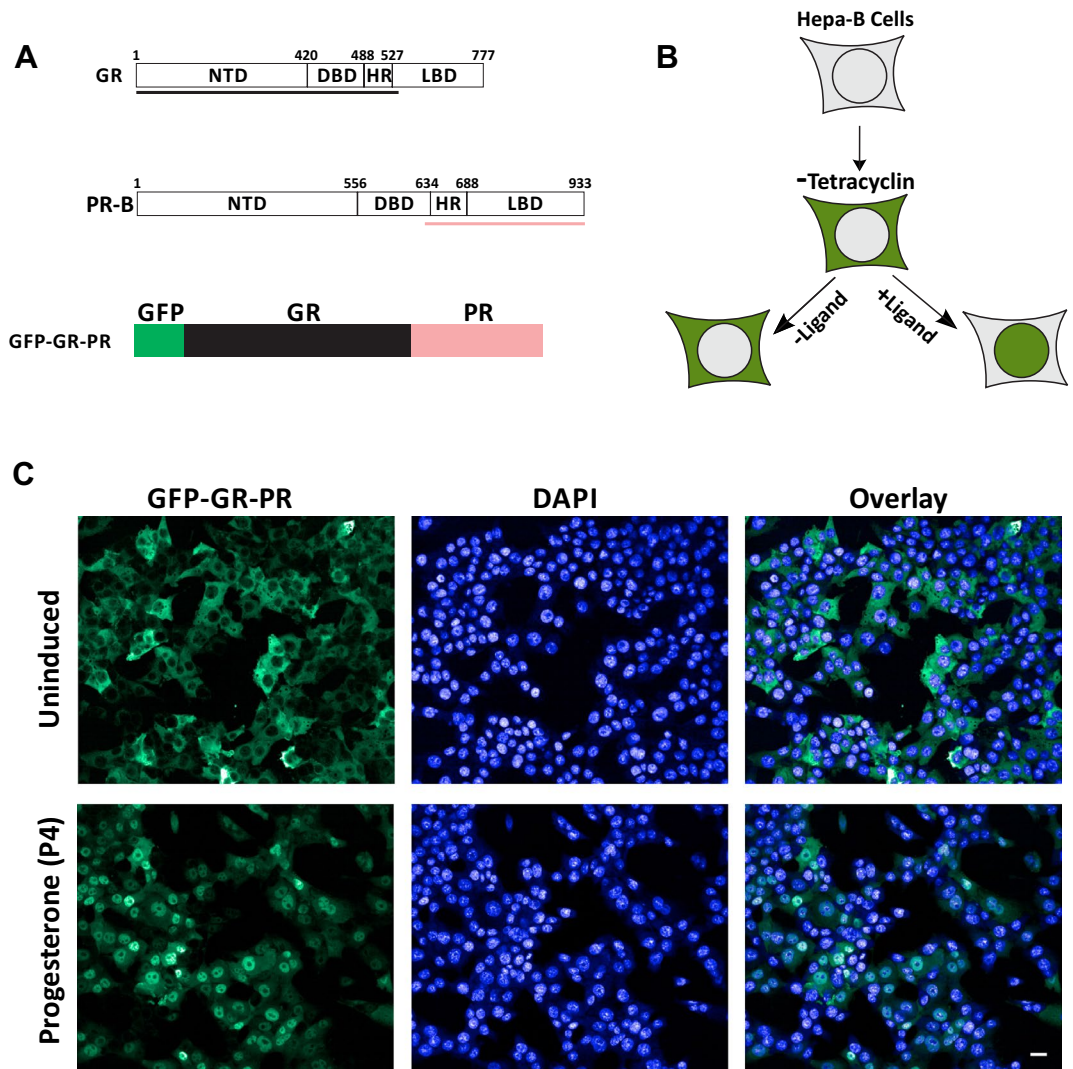 A
1 420 488 527 777
GR NTD DBD HR LBD
1 556 634 688 933
PR-B NTD DBD HR LBD
GFP GR PR
GFP-GR-PR
B
Hepa-B Cells
-Tetracyclin
-Ligand
+Ligand
C
GFP-GR-PR DAPI Overlay
Uninduced
Progesterone (P4)